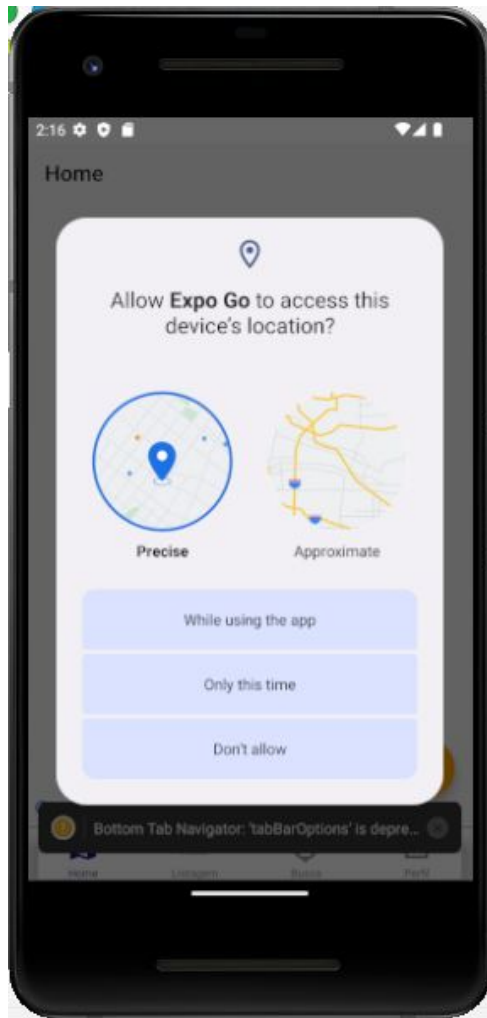 2:16
Home
Allow Expo Go to access this
device's location?
Precise
Approximate
While using the app
Only this time
Don't allow
Bottom Tab Navigator: 'tabBarOptions' is depre...
Home
Listagem
Busca
Perfil